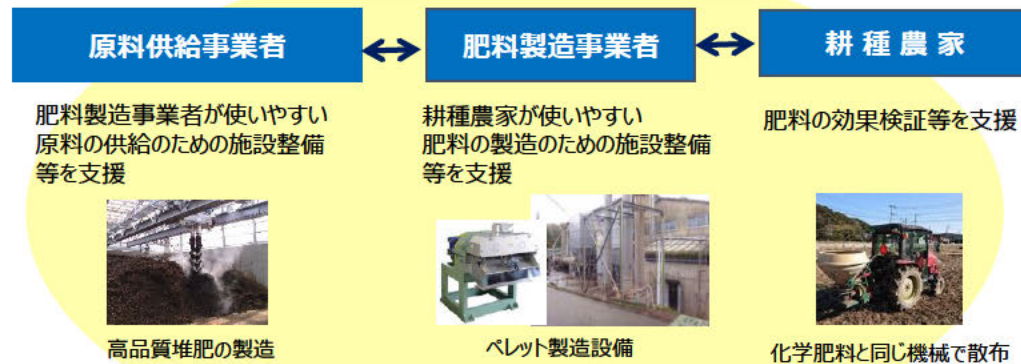 原料供給事業者
肥料製造事業者
耕種農家
肥料製造事業者が使いやすい
原料の供給のための施設整備
等を支援
耕種農家が使いやすい
肥料の製造のための施設整備
等を支援
肥料の効果検証等を支援
高品質堆肥の製造
ペレット製造設備
化学肥料と同じ機械で散布